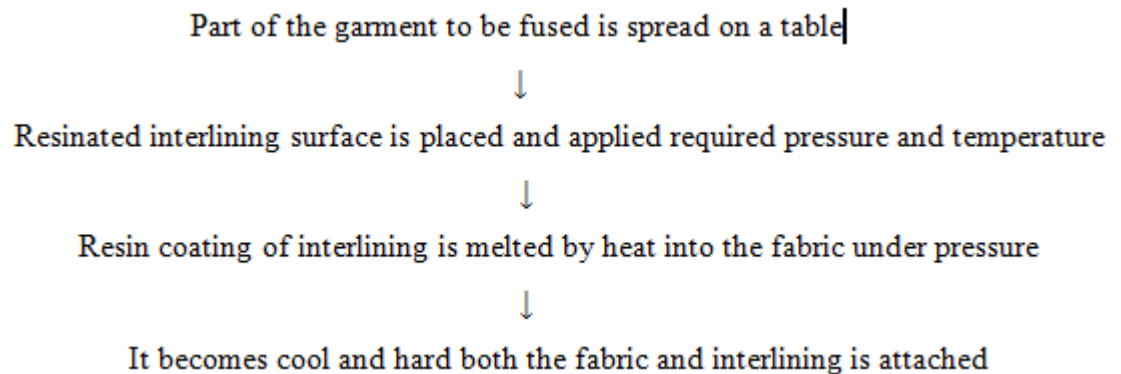 Part of the garment to be fused is spread on a table
↓
Resinated interlining surface is placed and applied required pressure and temperature
↓
Resin coating of interlining is melted by heat into the fabric under pressure
↓
It becomes cool and hard both the fabric and interlining is attached